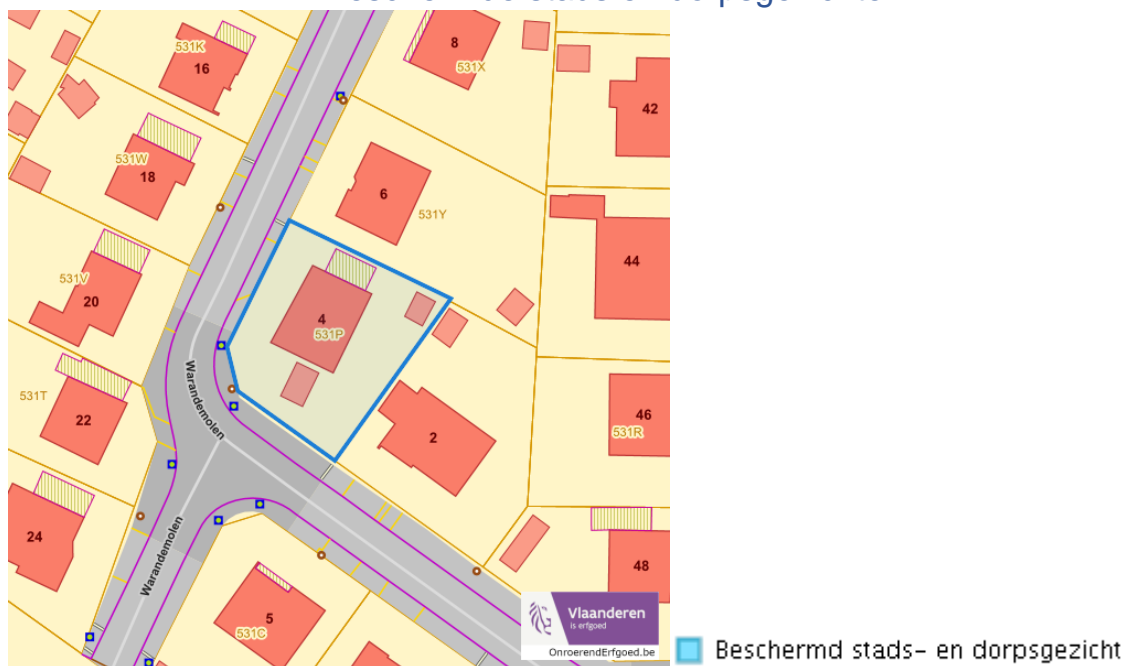 8
531K
16
531X
42
531W
18
6
531Y
44
531V
20
4
531P
Warandemolen
531T
22
2
46
531R
24
Warandemolen
48
5
531C
Vlaanderen
is erfgoed
OnroerendErfgoed.be
Beschermd stads- en dorpsgezicht